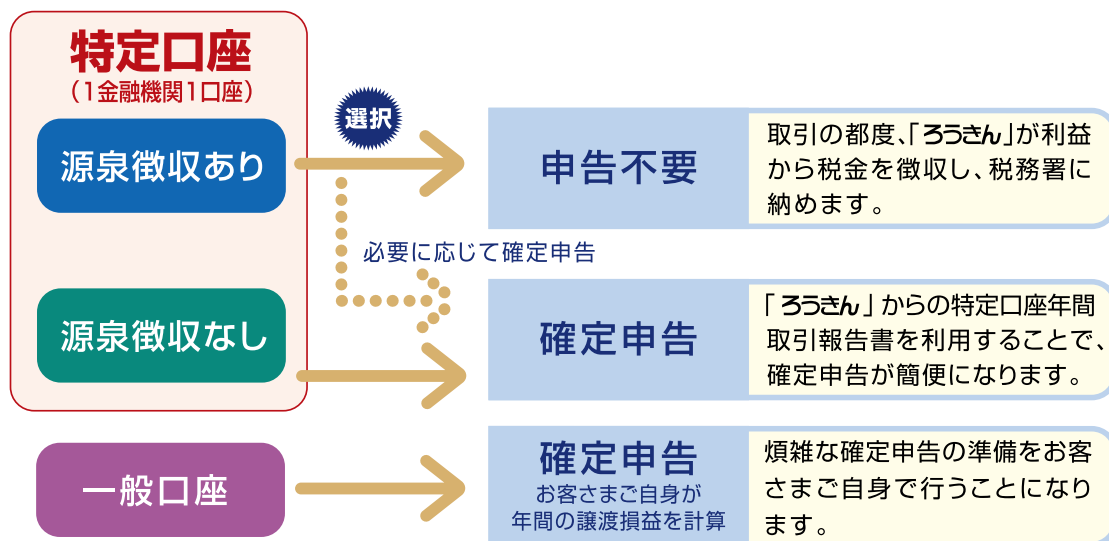 特定口座
（1金融機関1口座）
源泉徴収あり
選択
申告不要
取引の都度、「ろうきん」が利益
から税金を徴収し、税務署に
納めます。
必要に応じて確定申告
源泉徴収なし
確定申告
「ろうきん」からの特定口座年間
取引報告書を利用することで、
確定申告が簡便になります。
一般口座
確定申告
お客さまご自身が
年間の譲渡損益を計算
煩雑な確定申告の準備をお客
さまご自身で行うことになり
ます。